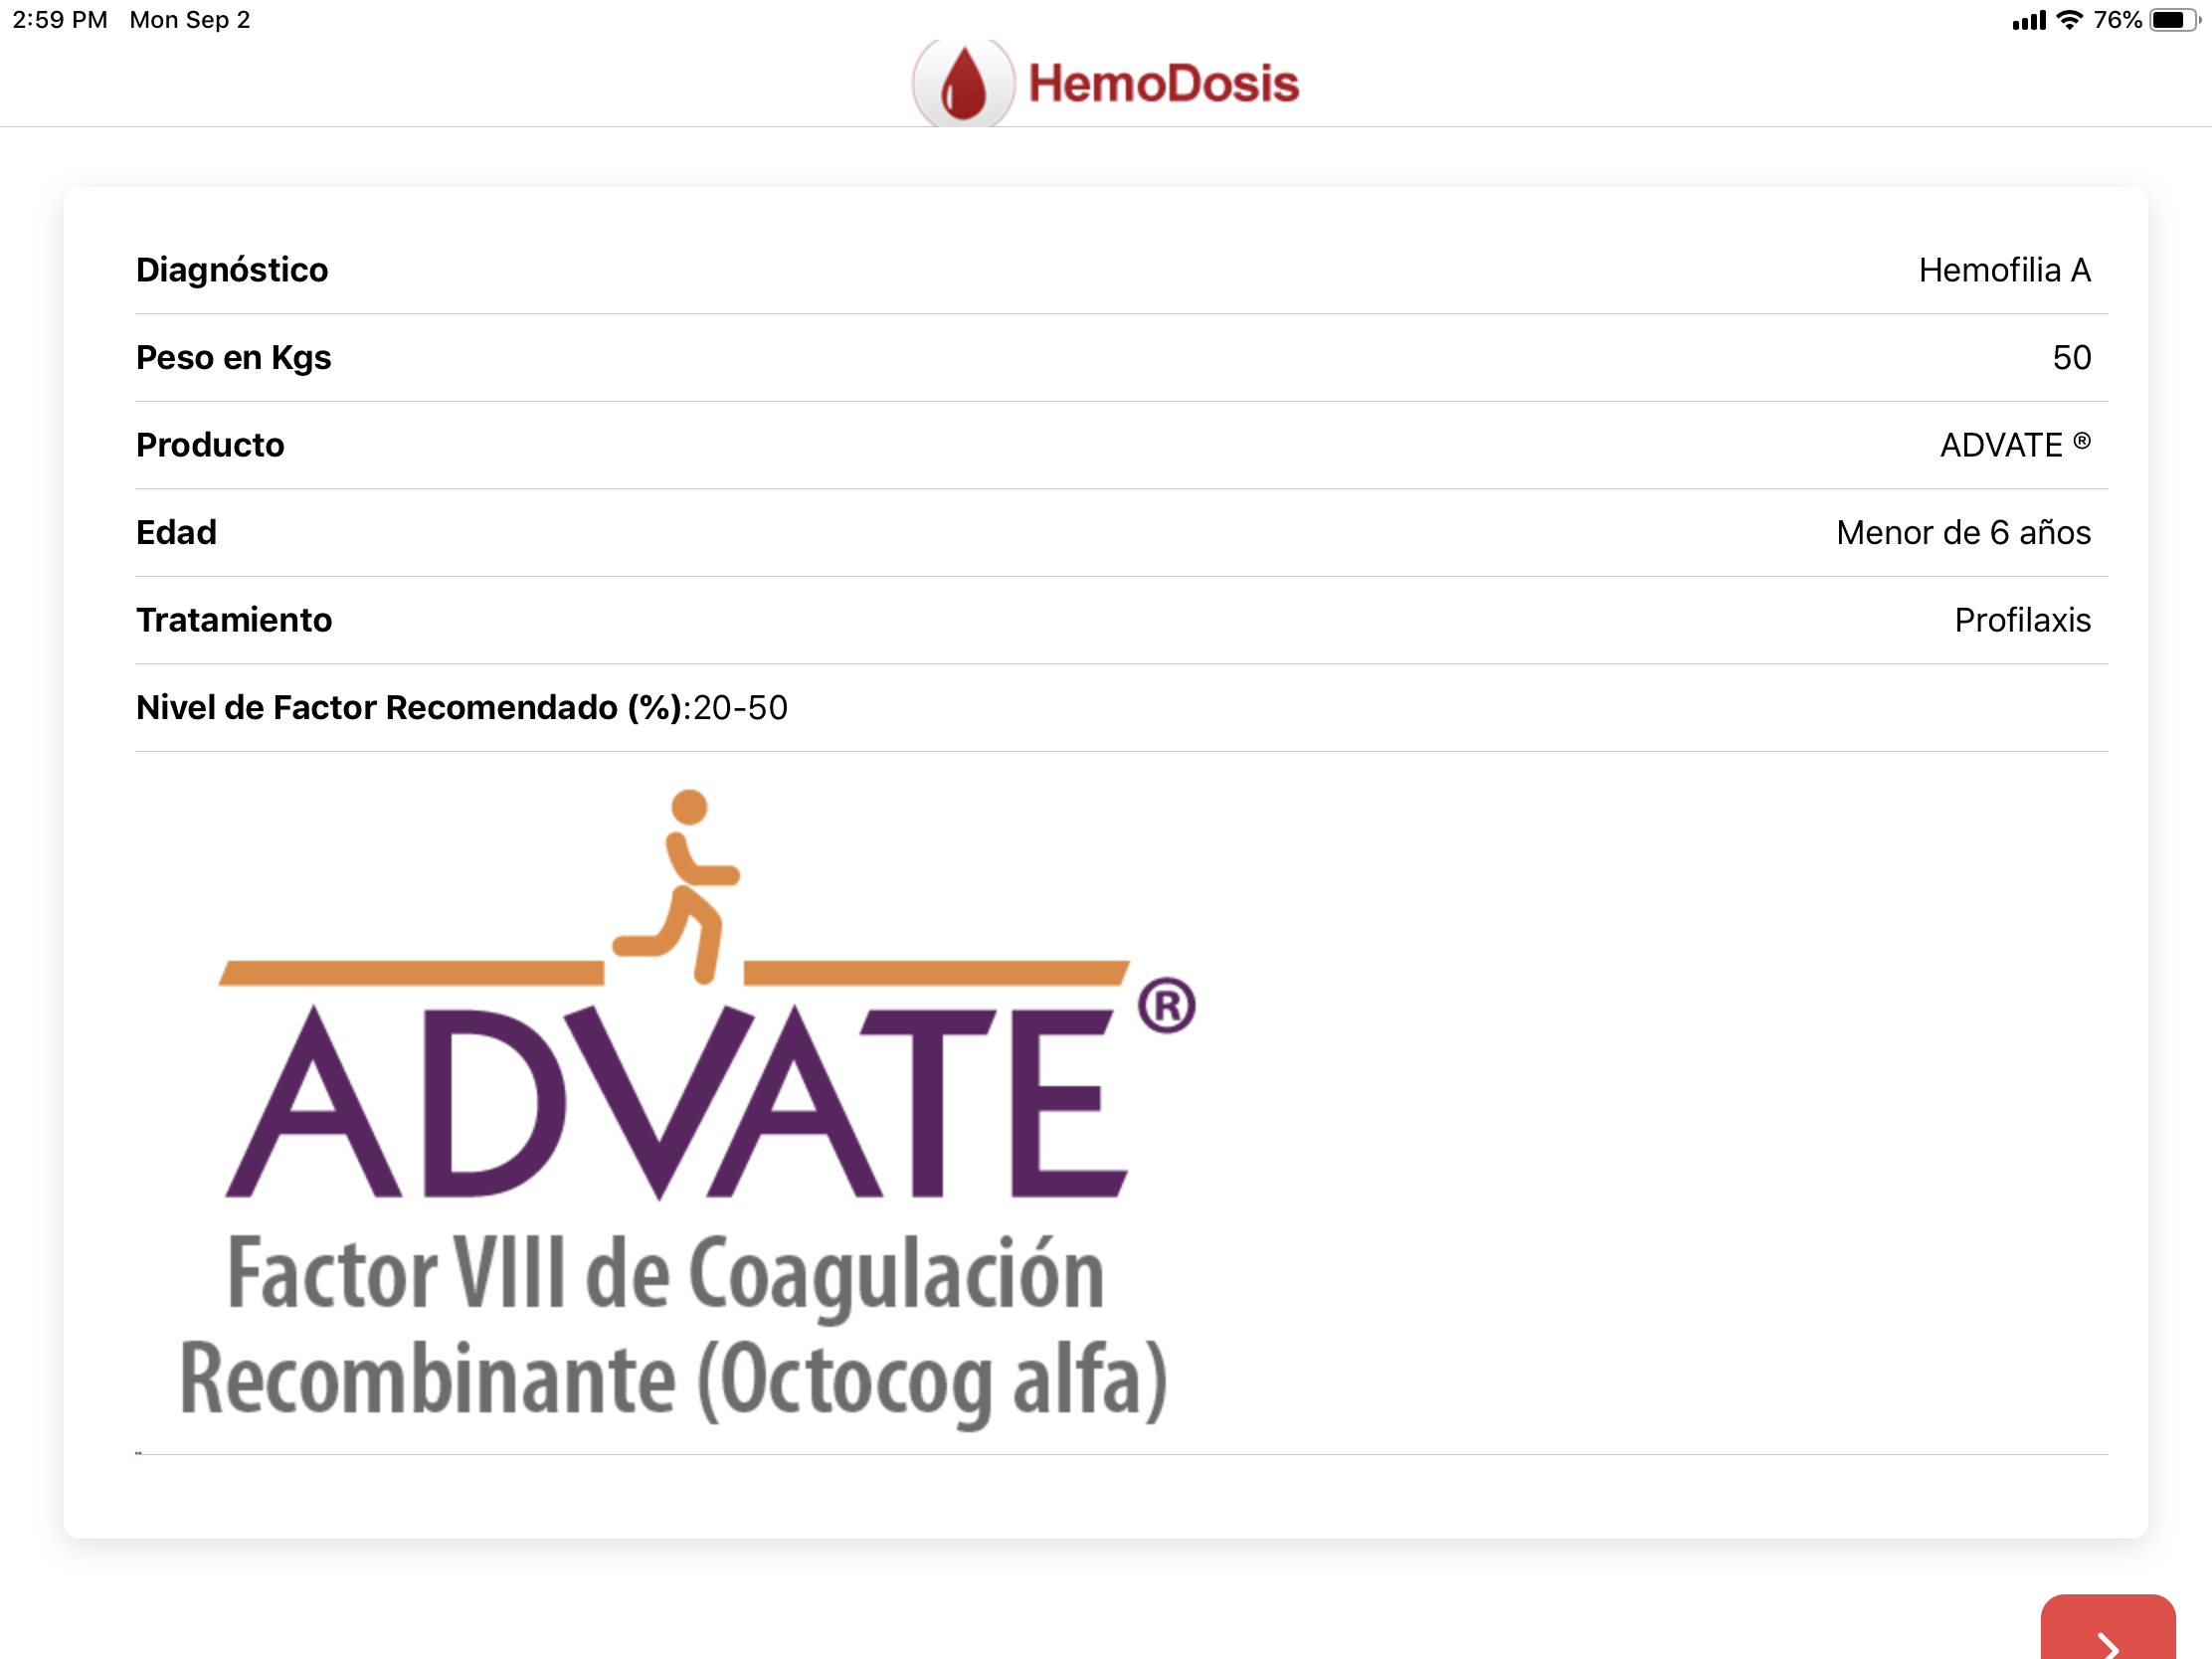 2:59 PM Mon Sep 2 76%
HemoDosis
Diagnóstico Hemofilia A
Peso en Kgs 50
Producto ADVATE ®
Edad Menor de 6 años
Tratamiento Profilaxis
Nivel de Factor Recomendado (%):20-50
ADVATE®
Factor VIII de Coagulación
Recombinante (Octocog alfa)